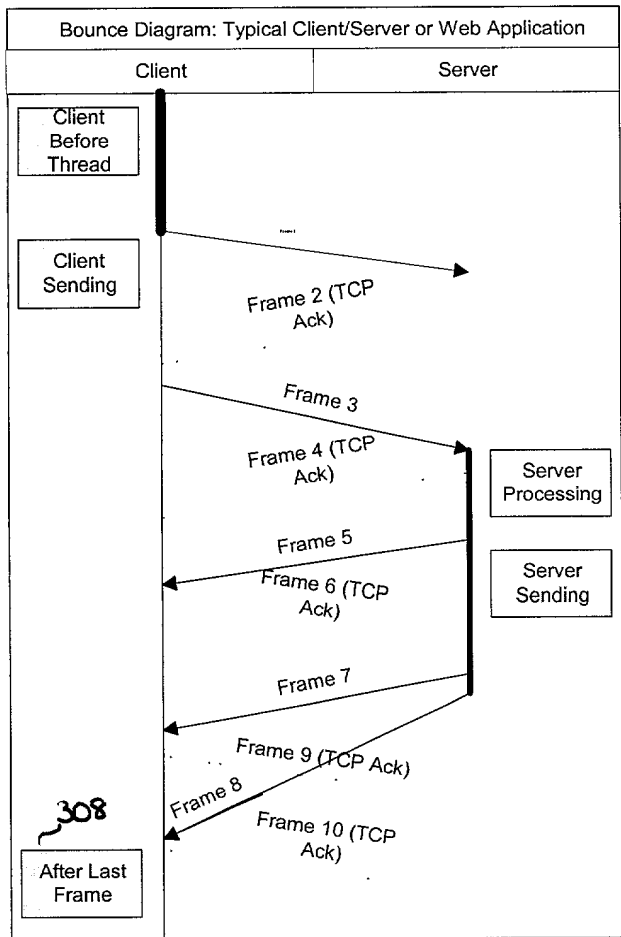 Bounce Diagram: Typical Client/Server or Web Application
Client
Server
Client
Before
Thread
Client
Sending
Frame 2 (TCP
Ack)
Frame 3
Frame 4 (TCP
Ack)
Server
Processing
Frame 5
Frame 6 (TCP
Ack)
Server
Sending
Frame 7
Frame 9 (TCP Ack)
Frame 8
308
Frame 10 (TCP
Ack)
After Last
Frame